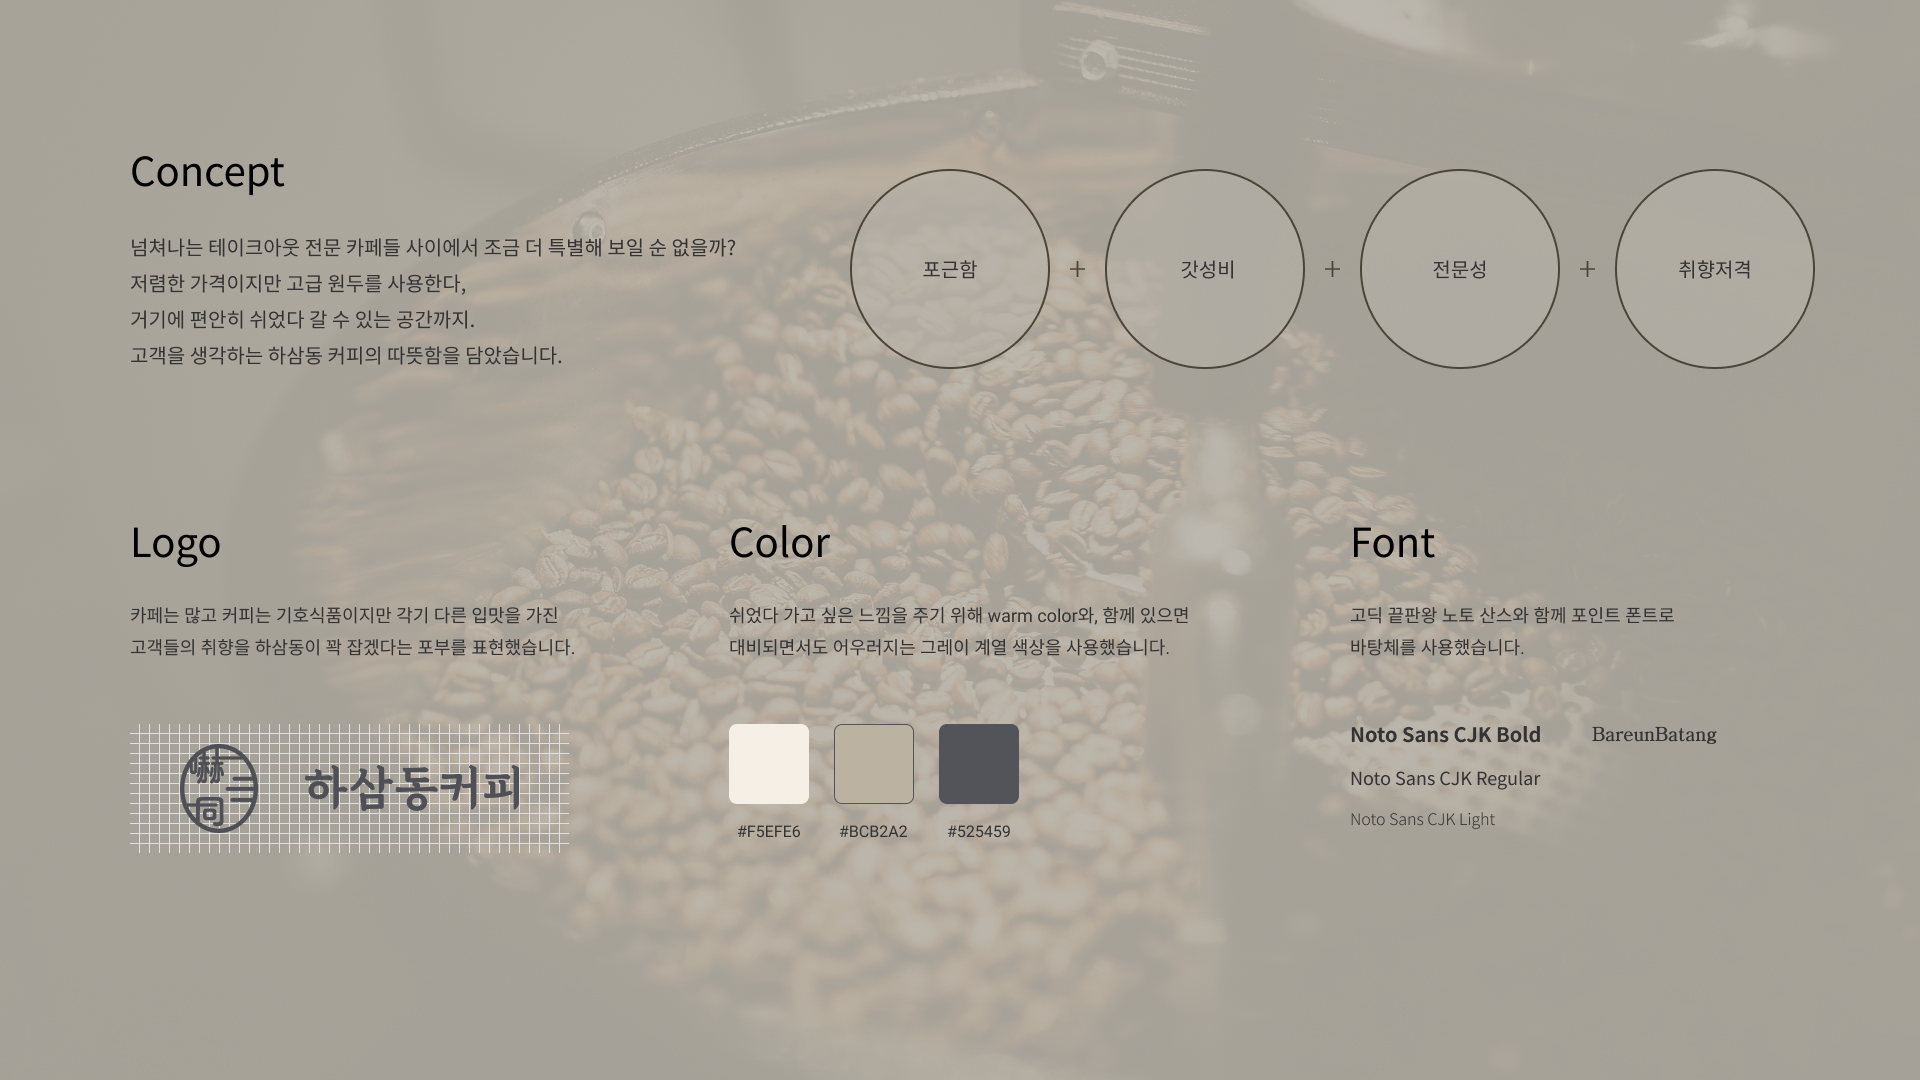 Concept
넘쳐나는 테이크아웃 전문 카페들 사이에서 조금 더 특별해 보일 순 없을까?
저렴한 가격이지만 고급 원두를 사용한다,
거기에 편안히 쉬었다 갈 수 있는 공간까지.
고객을 생각하는 하삼동 커피의 따뜻함을 담았습니다.
포근함 + 갓성비 + 전문성 + 취향저격
Logo
카페는 많고 커피는 기호식품이지만 각기 다른 입맛을 가진
고객들의 취향을 하삼동이 꽉 잡겠다는 포부를 표현했습니다.
하삼동커피
Color
쉬었다 가고 싶은 느낌을 주기 위해 warm color와, 함께 있으면
대비되면서도 어우러지는 그레이 계열 색상을 사용했습니다.
#F5EFE6 #BCB2A2 #525459
Font
고딕 끝판왕 노토 산스와 함께 포인트 폰트로
바탕체를 사용했습니다.
Noto Sans CJK Bold BareunBatang
Noto Sans CJK Regular
Noto Sans CJK Light